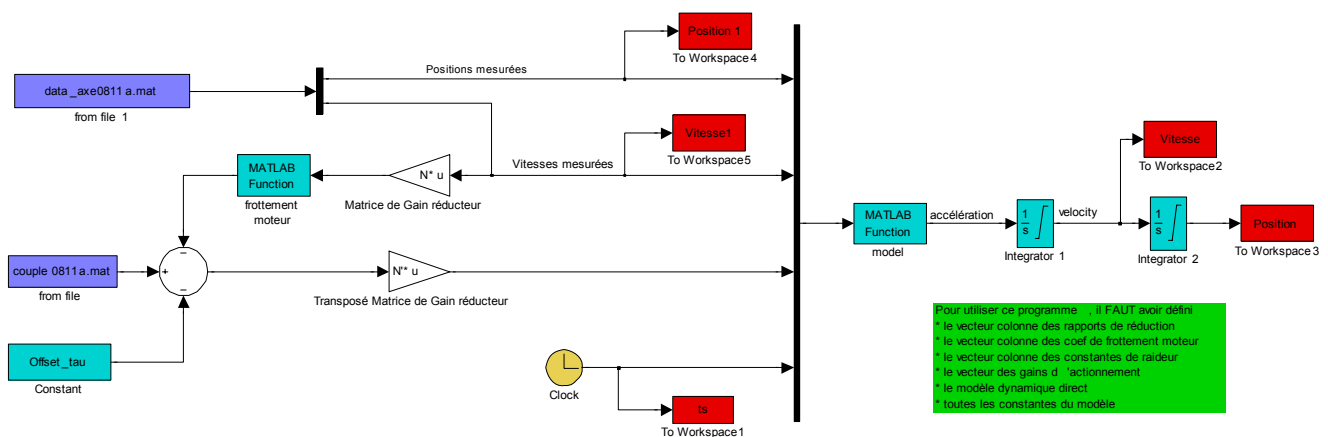 data _axe0811 a.mat
from file 1
Positions mesurées
Position 1
To Workspace4
Vitesse1
To Workspace5
Vitesses mesurées
MATLAB
Function
frottement
moteur
N* u
Matrice de Gain réducteur
couple 0811a.mat
from file
+
−
−
N'* u
Transposé Matrice de Gain réducteur
Offset_tau
Constant
Clock
ts
To Workspace1
MATLAB
Function
model
accélération
1
s
Integrator 1
velocity
Vitesse
To Workspace2
1
s
Integrator 2
Position
To Workspace3
Pour utiliser ce programme , il FAUT avoir défini
* le vecteur colonne des rapports de réduction
* le vecteur colonne des coef de frottement moteur
* le vecteur colonne des constantes de raideur
* le vecteur des gains d 'actionnement
* le modèle dynamique direct
* toutes les constantes du modèle